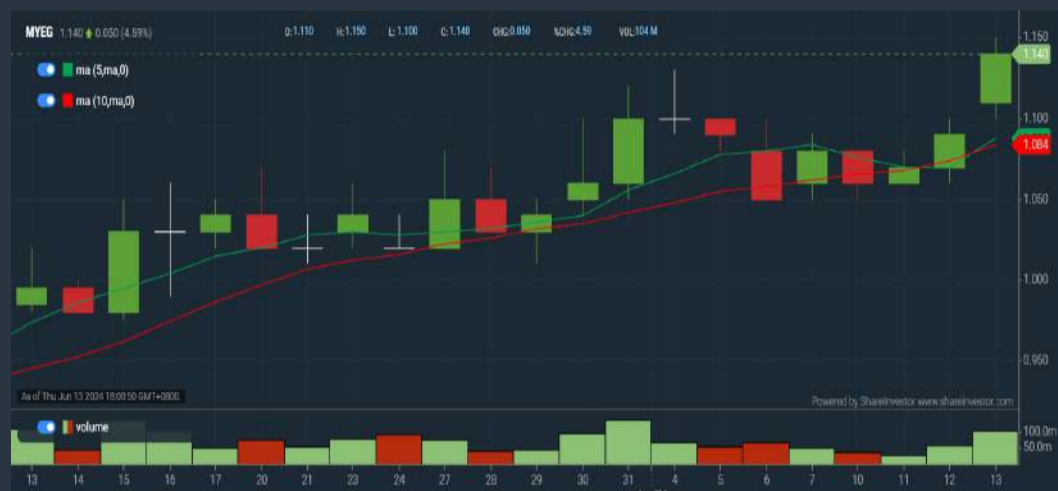 MYEG 1.140 0.050 (4.59%) O:1.110 H:1.150 L: 1.100 C:1.140 CHG:0.050 %CHG:4.59 VOL:104 M
ma (5,ma,0)
ma (10,ma,0)
1.150
1.140
1.100
1.084
1.050
1.000
0.950
As of Thu Jun 13 2024 18:00:50 GMT+0800.
Powered by ShareInvestor www.shareinvestor.com
volume
100.0m
50.0m
13 14 15 16 17 20 21 23 24 27 28 29 30 31 4 5 6 7 10 11 12 13